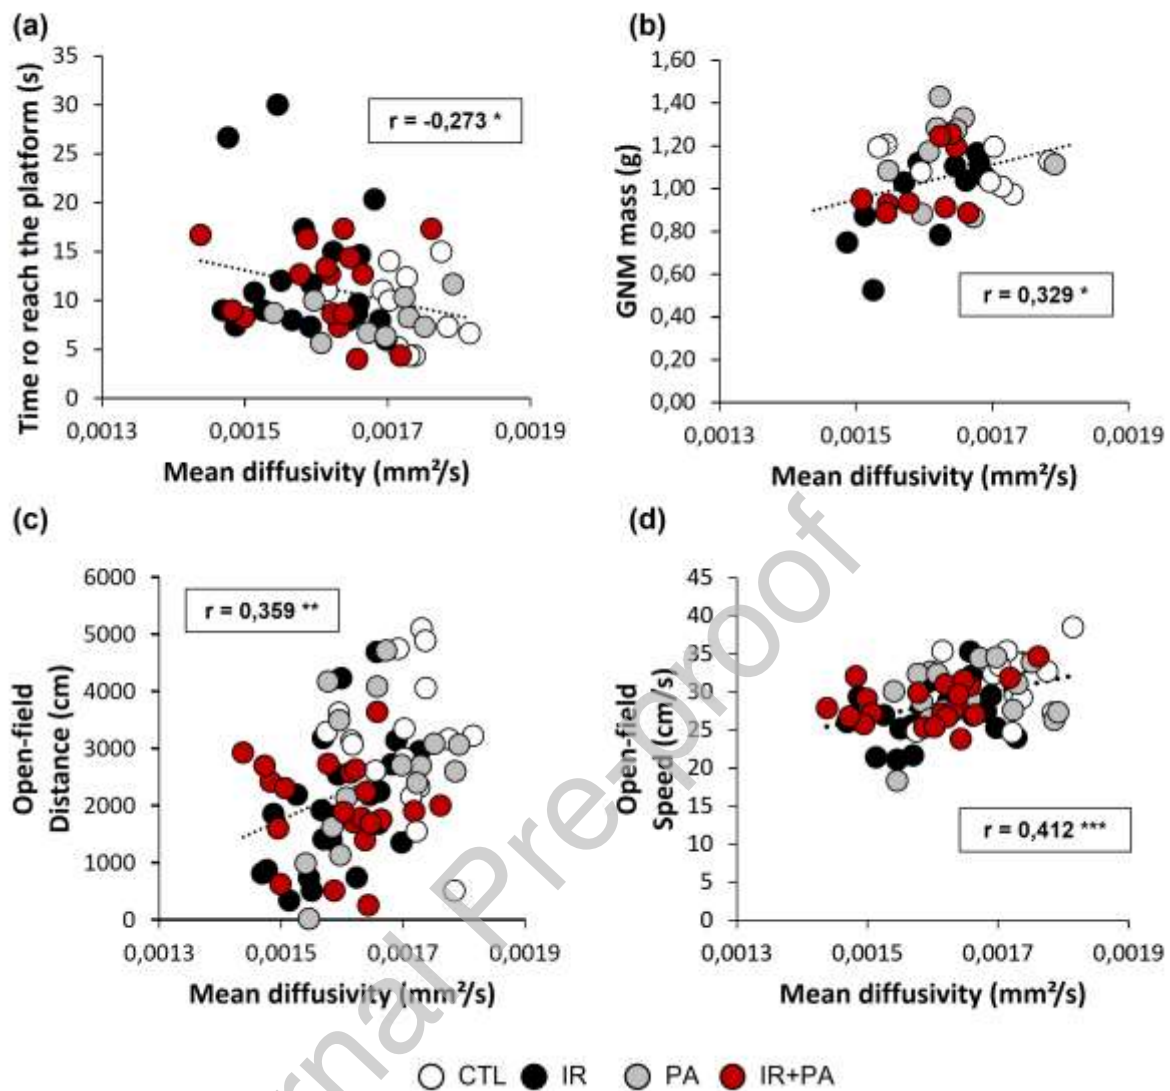 (a)
35
30
25
20
15
10
5
0
Time ro reach the platform (s)
r = -0,273 *
0,0013
0,0015
0,0017
0,0019
Mean diffusivity (mm²/s)
(b)
1,60
1,40
1,20
1,00
0,80
0,60
0,40
0,20
0,00
GNM mass (g)
r = 0,329 *
0,0013
0,0015
0,0017
0,0019
Mean diffusivity (mm²/s)
(c)
6000
5000
4000
3000
2000
1000
0
Open-field
Distance (cm)
r = 0,359 **
0,0013
0,0015
0,0017
0,0019
Mean diffusivity (mm²/s)
(d)
45
40
35
30
25
20
15
10
5
0
Open-field
Speed (cm/s)
r = 0,412 ***
0,0013
0,0015
0,0017
0,0019
Mean diffusivity (mm²/s)
CTL IR PA IR+PA
rnal Pre-proof